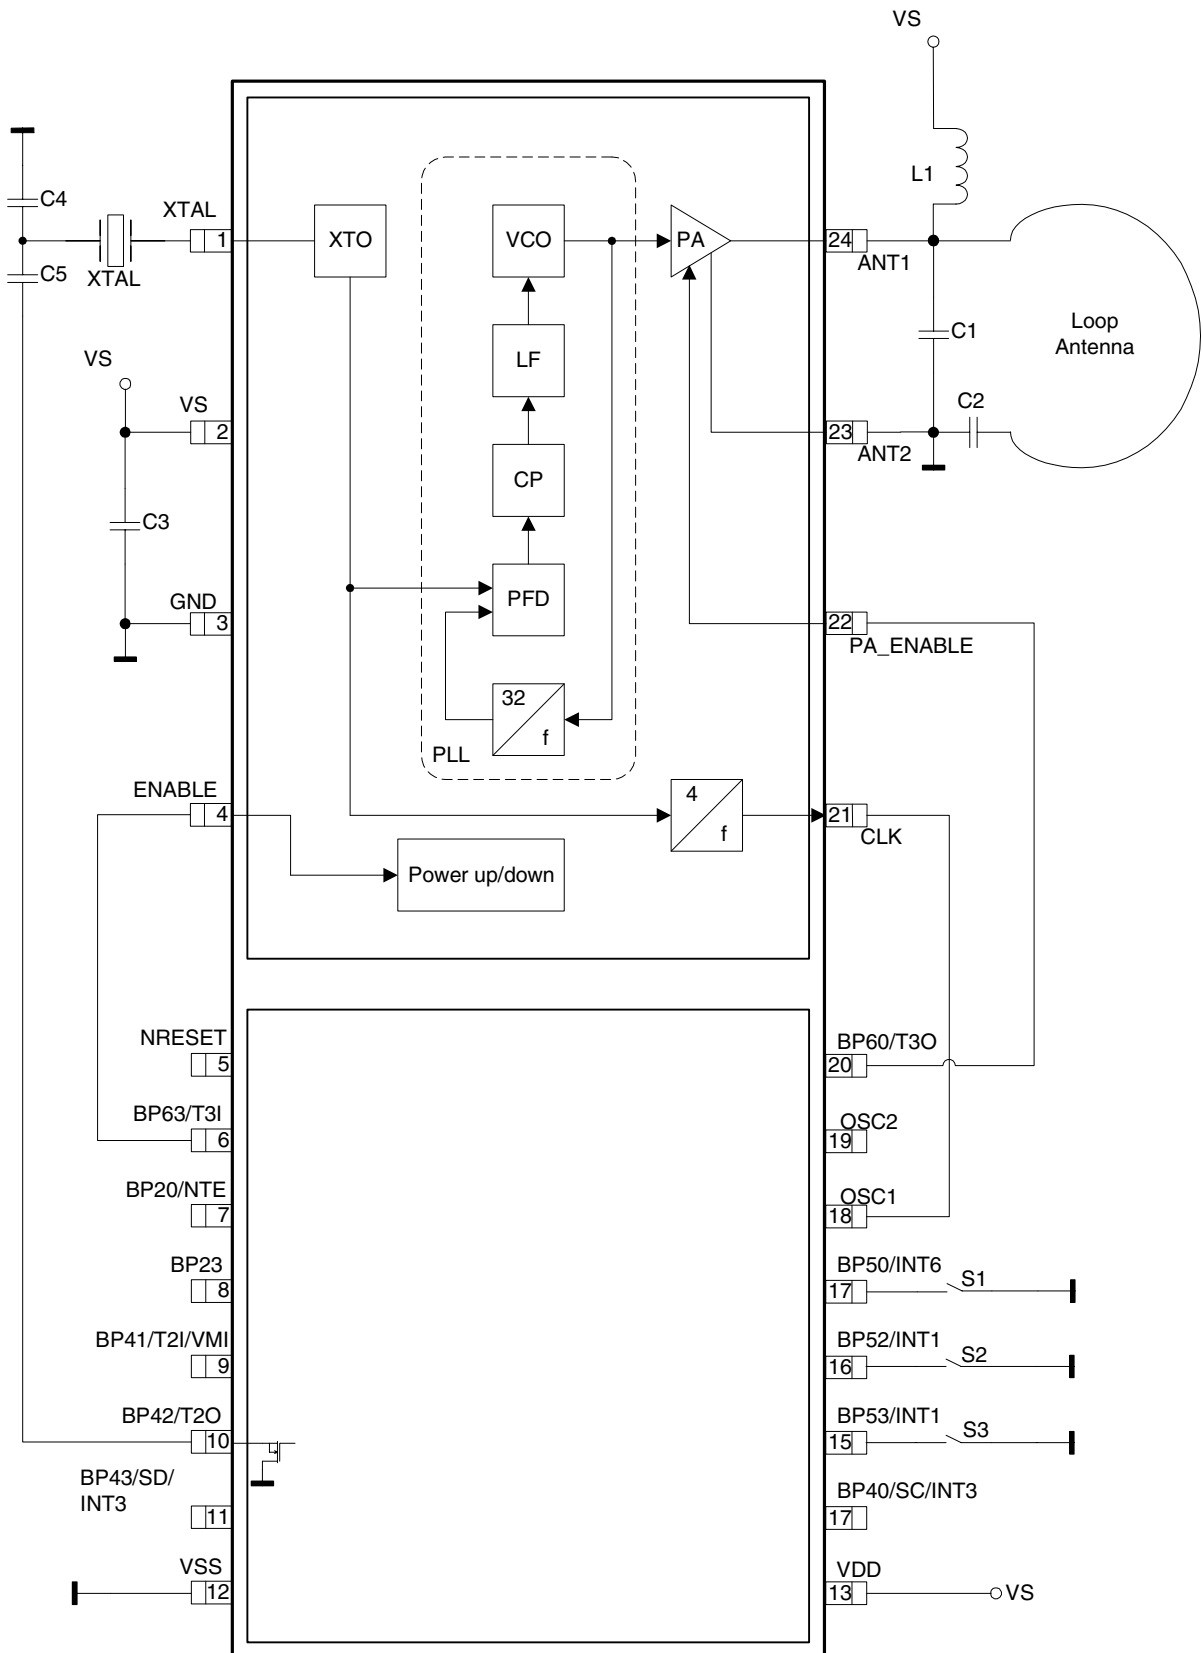 VS
L1
C4
XTAL
1
XTO
VCO
PA
24
ANT1
C5
XTAL
C1
Loop
Antenna
VS
LF
VS
2
C2
23
ANT2
CP
C3
GND
3
PFD
22
PA_ENABLE
32
f
PLL
ENABLE
4
4
f
21
CLK
Power up/down
NRESET
5
BP60/T3O
20
BP63/T3I
6
OSC2
19
BP20/NTE
7
OSC1
18
BP23
8
BP50/INT6
17
S1
BP41/T2I/VMI
9
BP52/INT1
16
S2
BP42/T2O
10
BP53/INT1
15
S3
BP43/SD/
INT3
11
BP40/SC/INT3
17
VSS
12
VDD
13
VS